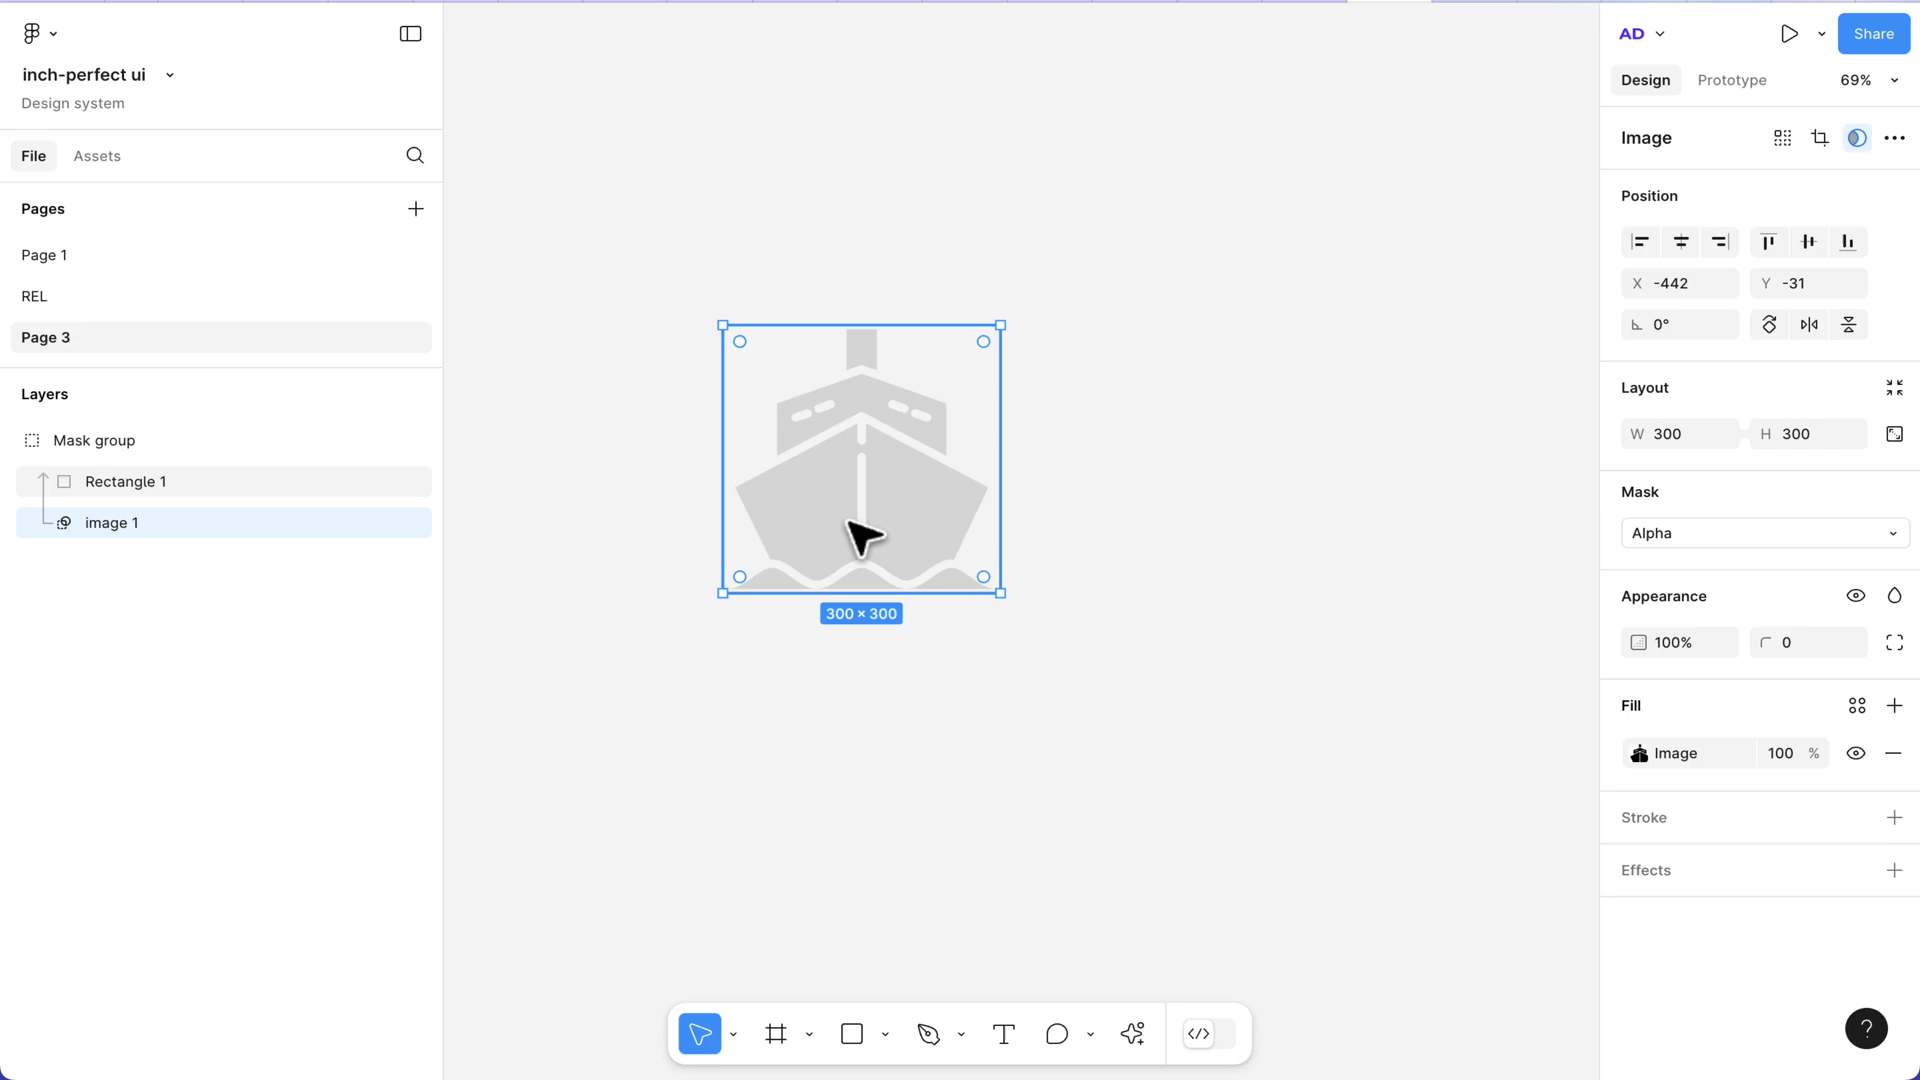 inch-perfect ui
Design system
File
Assets
Pages
Page 1
REL
Page 3
Layers
Mask group
Rectangle 1
image 1
300 × 300
AD
Share
Design
Prototype
69%
Image
Position
X -442
Y -31
0°
Layout
W 300
H 300
Mask
Alpha
Appearance
100%
0
Fill
Image
100 %
Stroke
Effects
?